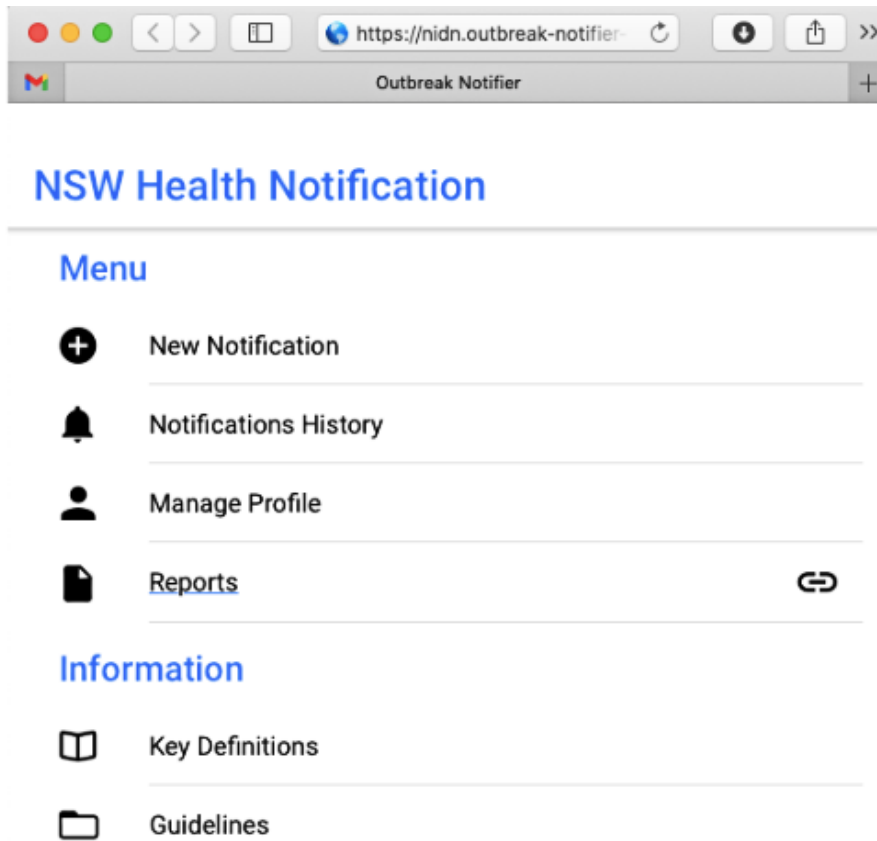 https://nidn.outbreak-notifier-
Outbreak Notifier
NSW Health Notification
Menu
New Notification
Notifications History
Manage Profile
Reports
Information
Key Definitions
Guidelines